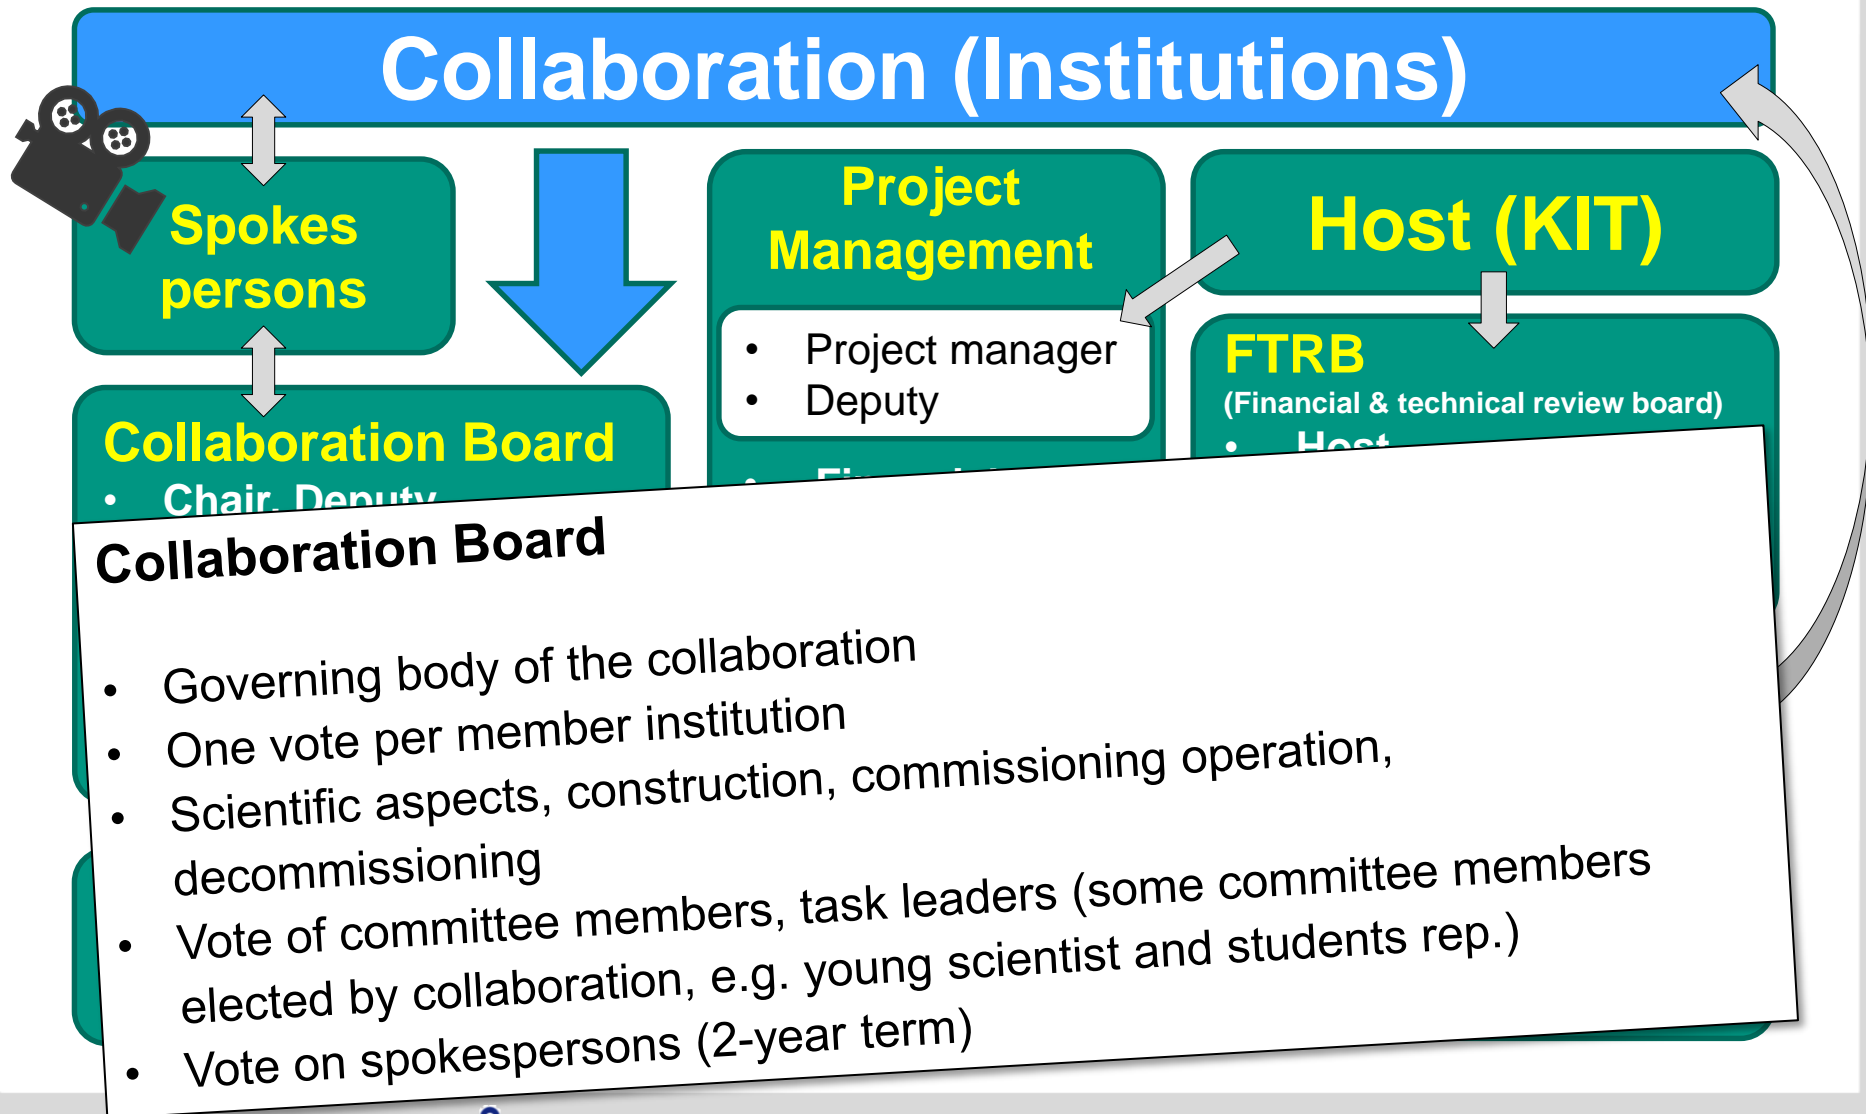 Collaboration (Institutions)
Spokes
persons
Project
Management
• Project manager
• Deputy
Host (KIT)
FTRB
(Financial & technical review board)
• Host
Collaboration Board
• Chair, Deputy
Collaboration Board
• Governing body of the collaboration
• One vote per member institution
• Scientific aspects, construction, commissioning operation,
decommissioning
• Vote of committee members, task leaders (some committee members
elected by collaboration, e.g. young scientist and students rep.)
• Vote on spokespersons (2-year term)